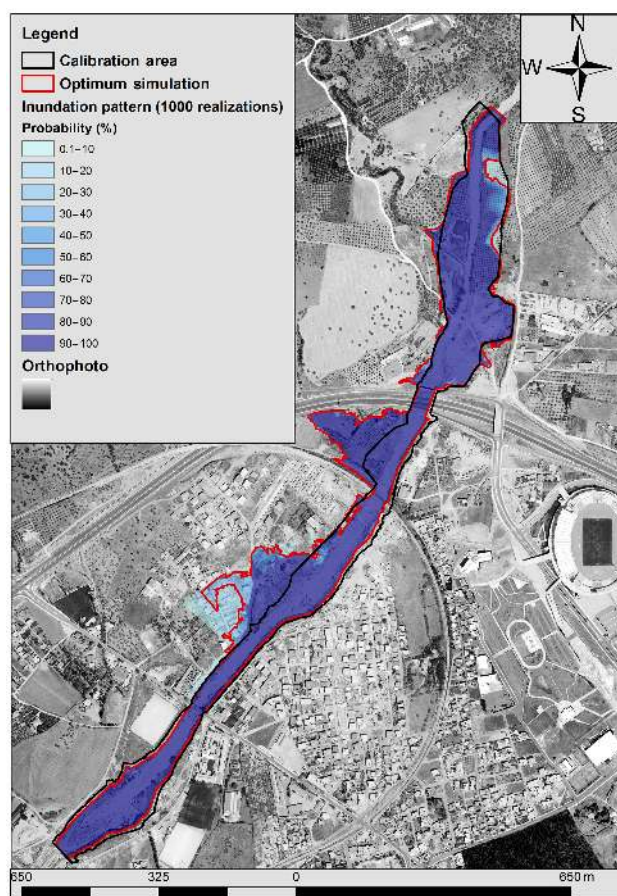 Legend
Calibration area
Optimum simulation
Inundation pattern (1000 realizations)
Probability (%)
0.1–10
10–20
20–30
30–40
40–50
50–60
60–70
70–80
80–90
90–100
Orthophoto
N
W E
S
650 325 0 650 m